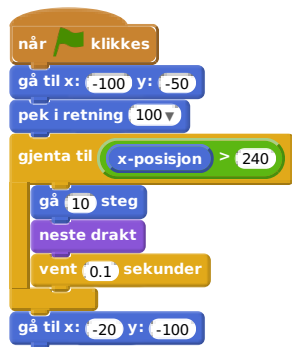 når klikkes
gå til x: -100 y: -50
pek i retning 100▼
gjenta til x-posisjon > 240
gå 10 steg
neste drakt
vent 0.1 sekunder
gå til x: -20 y: -100